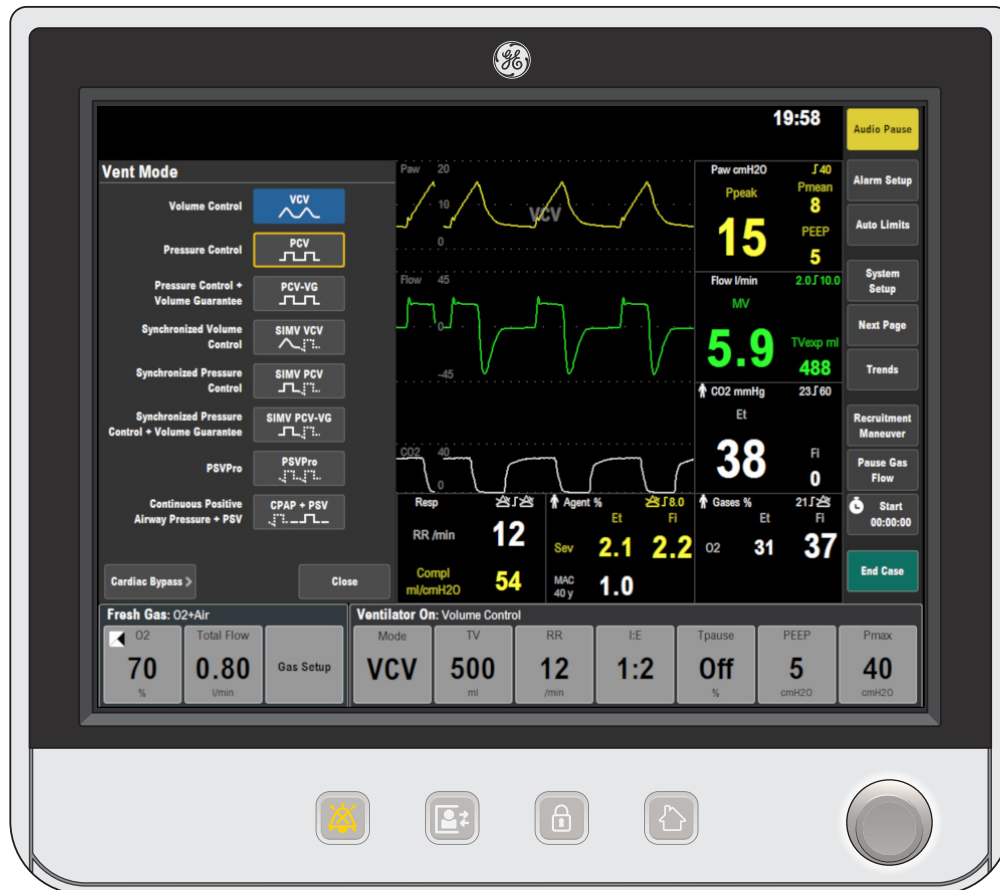 GE
19:58
Audio Pause
Vent Mode
Volume Control
VCV
Pressure Control
PCV
Pressure Control +
Volume Guarantee
PCV-VG
Synchronized Volume
Control
SIMV VCV
Synchronized Pressure
Control
SIMV PCV
Synchronized Pressure
Control + Volume Guarantee
SIMV PCV-VG
PSVPro
PSVPro
Continuous Positive
Airway Pressure + PSV
CPAP + PSV
Cardiac Bypass >
Close
Paw
20
10
0
VCV
Flow
45
0
-45
CO2
40
0
Paw cmH2O
40
Ppeak
15
Pmean
8
PEEP
5
Flow l/min
2.0 10.0
MV
5.9
TVexp ml
488
CO2 mmHg
23 60
Et
38
Fi
0
Resp
RR /min
12
Compl
ml/cmH2O
54
Agent %
8.0
Et
Fi
Sev
2.1
2.2
MAC
40 y
1.0
Gases %
21
Et
Fi
O2
31
37
Alarm Setup
Auto Limits
System
Setup
Next Page
Trends
Recruitment
Maneuver
Pause Gas
Flow
Start
00:00:00
End Case
Fresh Gas: O2+Air
O2
70
%
Total Flow
0.80
l/min
Gas Setup
Ventilator On: Volume Control
Mode
VCV
TV
500
ml
RR
12
/min
I:E
1:2
Tpause
Off
%
PEEP
5
cmH2O
Pmax
40
cmH2O